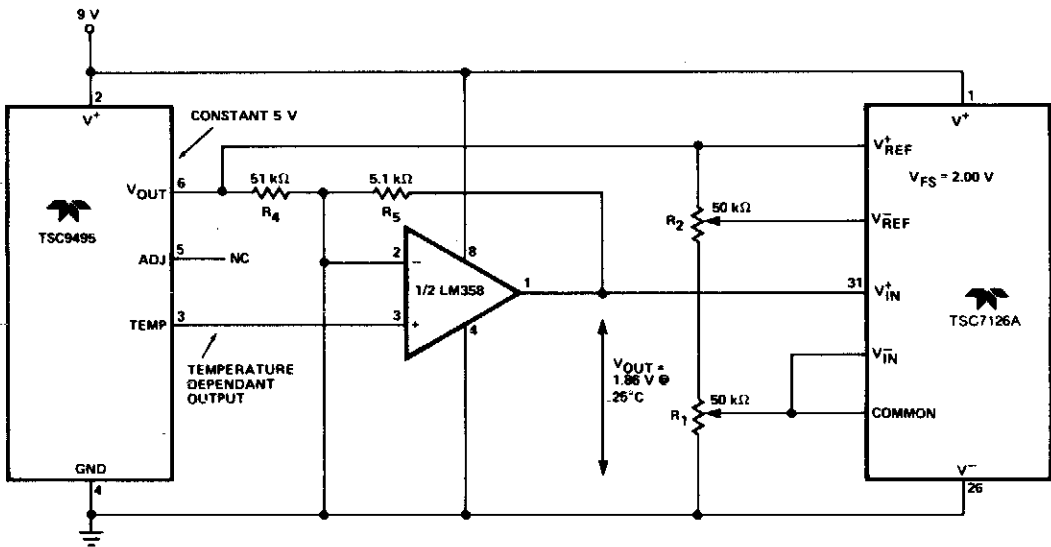 9 V
2
V+
CONSTANT 5 V
VOUT
6
51 kΩ
R4
5.1 kΩ
R5
TSC9495
ADJ
5
NC
TEMP
3
TEMPERATURE
DEPENDANT
OUTPUT
GND
4
2
−
8
1/2 LM358
3
+
4
1
VOUT =
1.86 V @
25°C
R2
50 kΩ
R1
50 kΩ
1
V+
V+REF
VFS = 2.00 V
V−REF
31
V+IN
TSC7126A
V−IN
COMMON
V−
26